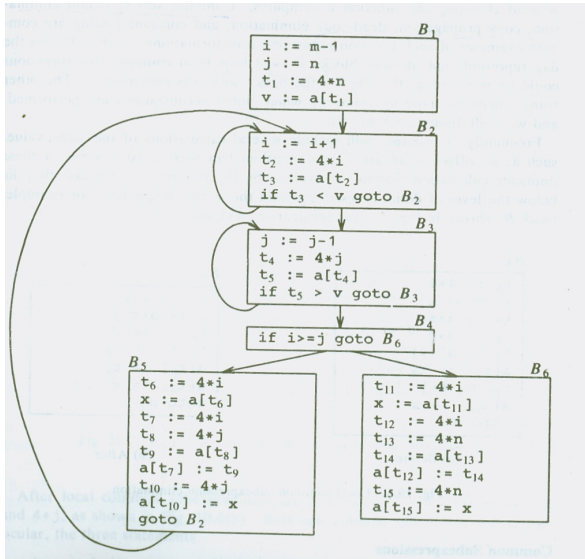 B₁
i := m-1
j := n
t₁ := 4*n
v := a[t₁]
B₂
i := i+1
t₂ := 4*i
t₃ := a[t₂]
if t₃ < v goto B₂
B₃
j := j-1
t₄ := 4*j
t₅ := a[t₄]
if t₅ > v goto B₃
B₄
if i>=j goto B₆
B₅
t₆ := 4*i
x := a[t₆]
t₇ := 4*i
t₈ := 4*j
t₉ := a[t₈]
a[t₇] := t₉
t₁₀ := 4*j
a[t₁₀] := x
goto B₂
B₆
t₁₁ := 4*i
x := a[t₁₁]
t₁₂ := 4*i
t₁₃ := 4*n
t₁₄ := a[t₁₃]
a[t₁₂] := t₁₄
t₁₅ := 4*n
a[t₁₅] := x
After local